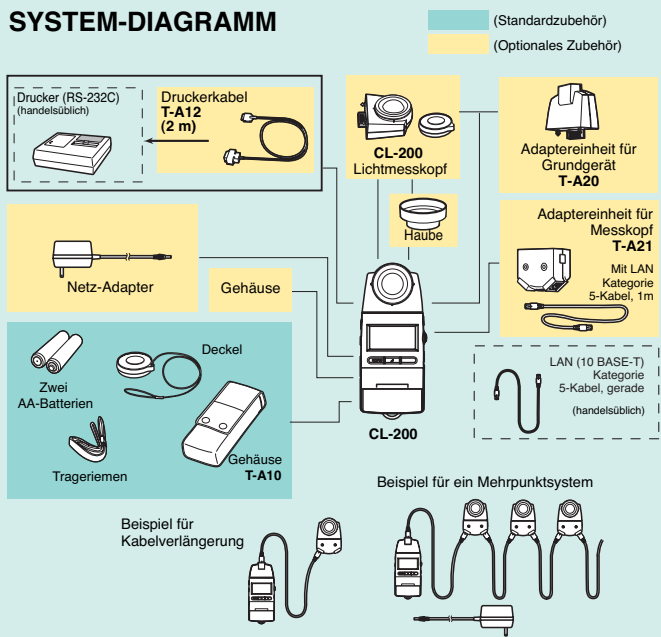 SYSTEM-DIAGRAMM
(Standardzubehör)
(Optionales Zubehör)
Drucker (RS-232C)
(handelsüblich)
Druckerkabel
T-A12
(2 m)
CL-200
Lichtmesskopf
Haube
Adaptereinheit für
Grundgerät
T-A20
Adaptereinheit für
Messkopf
T-A21
Mit LAN
Kategorie
5-Kabel, 1m
Netz-Adapter
Gehäuse
Zwei
AA-Batterien
Deckel
Trageriemen
Gehäuse
T-A10
CL-200
LAN (10 BASE-T)
Kategorie
5-Kabel, gerade
(handelsüblich)
Beispiel für
Kabelverlängerung
Beispiel für ein Mehrpunktsystem